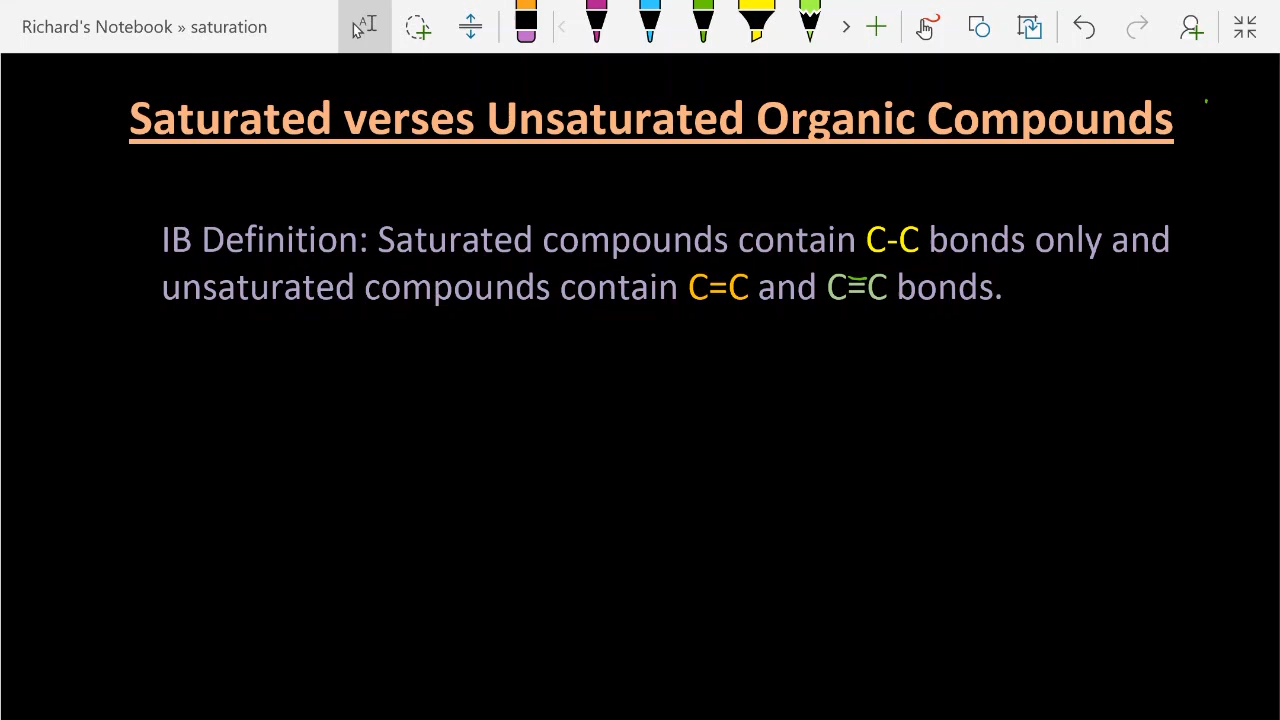 Richard's Notebook » saturation
Saturated verses Unsaturated Organic Compounds
IB Definition: Saturated compounds contain C-C bonds only and
unsaturated compounds contain C=C and C≡C bonds.